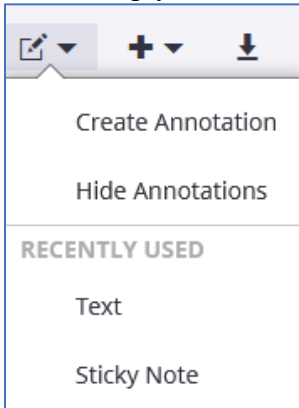 Create Annotation
Hide Annotations
RECENTLY USED
Text
Sticky Note